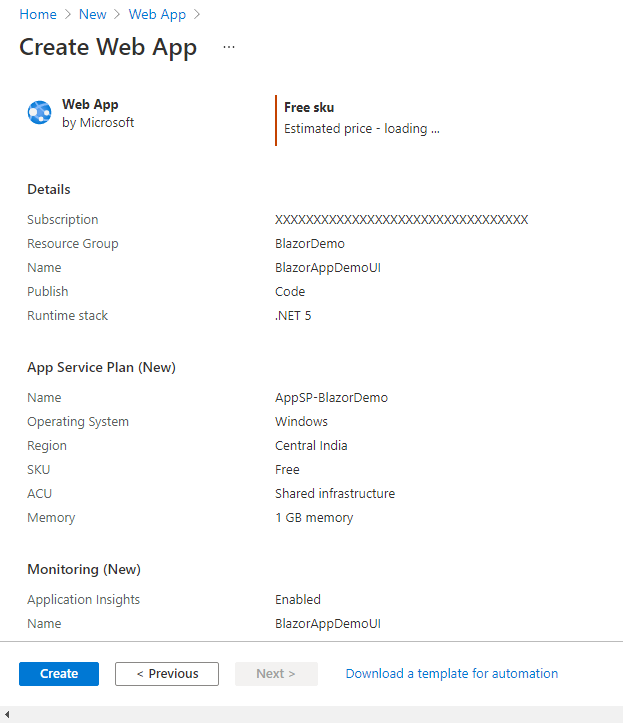 Home > New > Web App >
Create Web App ...
Web App
by Microsoft
Free sku
Estimated price - loading ...
Details
Subscription XXXXXXXXXXXXXXXXXXXXXXXXXXXXXXXXX
Resource Group BlazorDemo
Name BlazorAppDemoUI
Publish Code
Runtime stack .NET 5
App Service Plan (New)
Name AppSP-BlazorDemo
Operating System Windows
Region Central India
SKU Free
ACU Shared infrastructure
Memory 1 GB memory
Monitoring (New)
Application Insights Enabled
Name BlazorAppDemoUI
Create < Previous Next > Download a template for automation